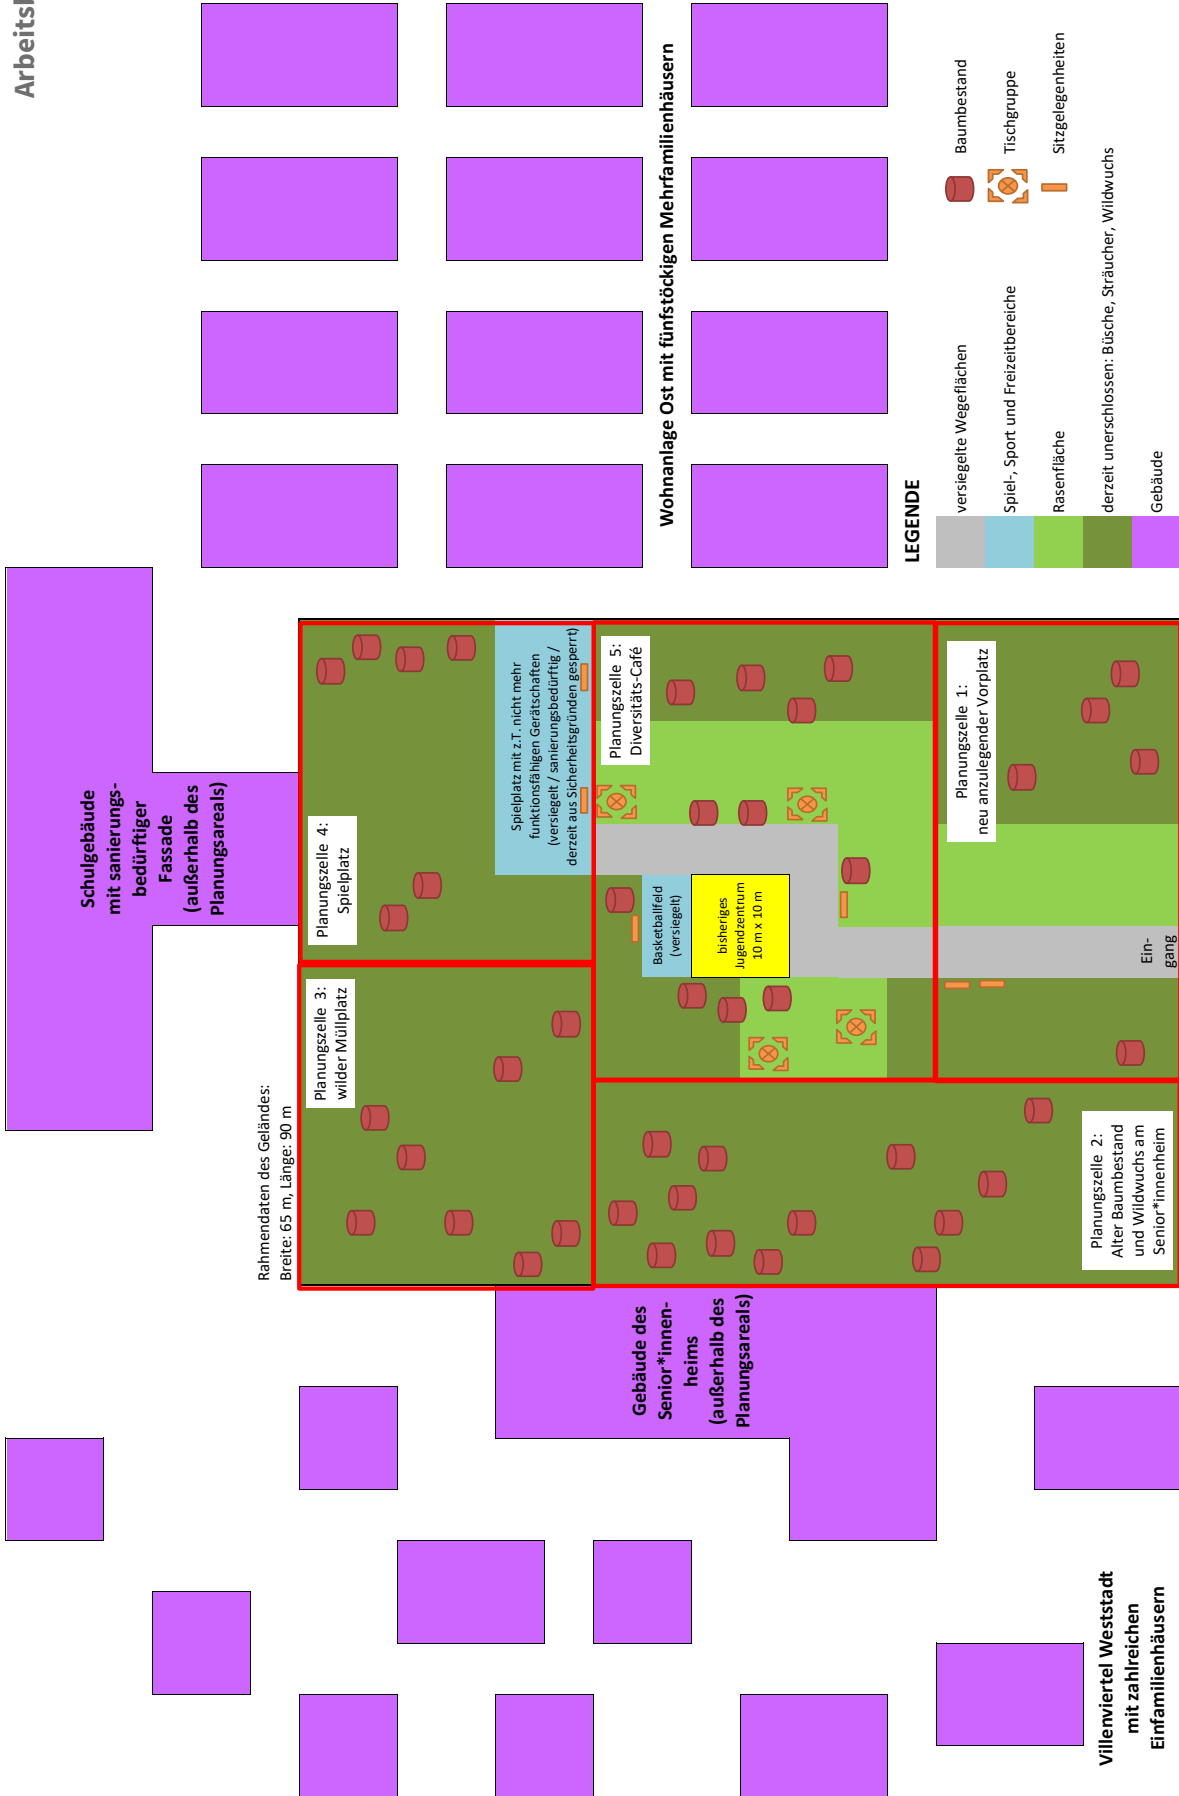 Schulgebäude
mit sanierungs-
bedürftiger
Fassade
(außerhalb des
Planungsareals)
Rahmendaten des Geländes:
Breite: 65 m, Länge: 90 m
Planungszelle 3:
wilder Müllplatz
Planungszelle 4:
Spielplatz
Spielplatz mit z.T. nicht mehr
funktionsfähigen Gerätschaften
(versiegelt / sanierungsbedürftig /
derzeit aus Sicherheitsgründen gesperrt)
Planungszelle 5:
Diversitäts-Café
Basketballfeld
(versiegelt)
bisheriges
Jugendzentrum
10 m x 10 m
Gebäude des
Senior*innen-
heims
(außerhalb des
Planungsareals)
Planungszelle 1:
neu anzulegender Vorplatz
Planungszelle 2:
Alter Baumbestand
und Wildwuchs am
Senior*innenheim
Ein-
gang
Villenviertel Weststadt
mit zahlreichen
Einfamilienhäusern
Wohnanlage Ost mit fünfstöckigen Mehrfamilienhäusern
LEGENDE
versiegelte Wegeflächen
Spiel-, Sport und Freizeitbereiche
Rasenfläche
derzeit unerschlossen: Büsche, Sträucher, Wildwuchs
Gebäude
Baumbestand
Tischgruppe
Sitzgelegenheiten